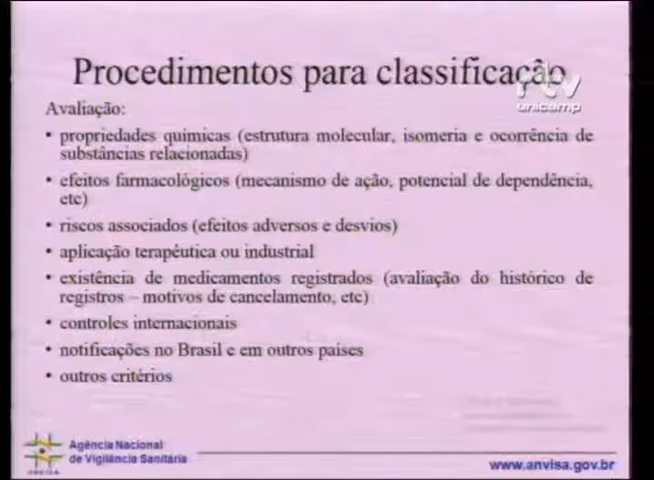 Procedimentos para classificação
rtv
unicamp
Avaliação:
• propriedades químicas (estrutura molecular, isomeria e ocorrência de
substâncias relacionadas)
• efeitos farmacológicos (mecanismo de ação, potencial de dependência,
etc)
• riscos associados (efeitos adversos e desvios)
• aplicação terapêutica ou industrial
• existência de medicamentos registrados (avaliação do histórico de
registros – motivos de cancelamento, etc)
• controles internacionais
• notificações no Brasil e em outros países
• outros critérios
Agência Nacional
de Vigilância Sanitária
www.anvisa.gov.br